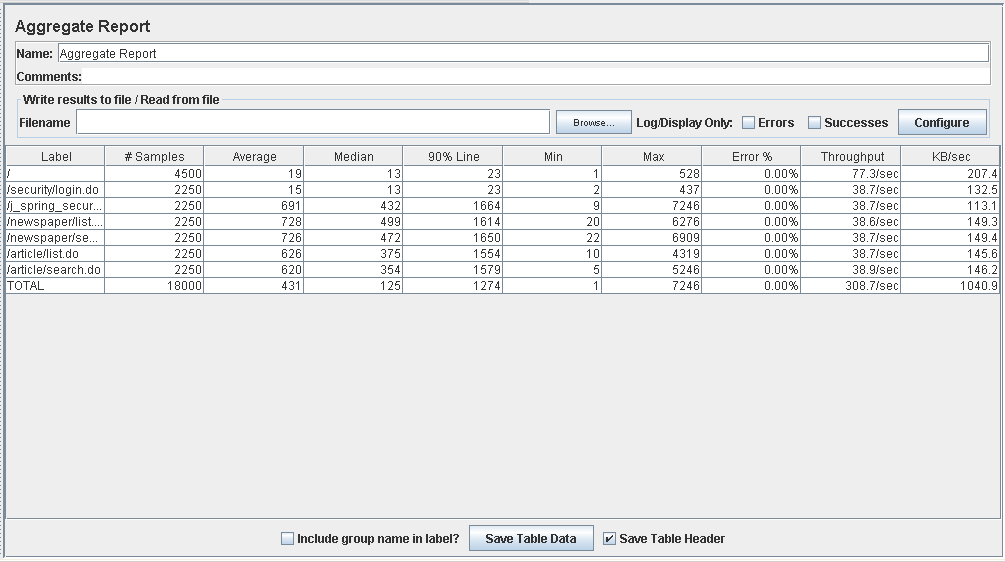 Aggregate Report
Name: Aggregate Report
Comments:
Write results to file / Read from file
Filename Browse... Log/Display Only: Errors Successes Configure
Label # Samples Average Median 90% Line Min Max Error % Throughput KB/sec
/ 4500 19 13 23 1 528 0.00% 77.3/sec 207.4
/security/login.do 2250 15 13 23 2 437 0.00% 38.7/sec 132.5
/j_spring_secur... 2250 691 432 1664 9 7246 0.00% 38.7/sec 113.1
/newspaper/list.... 2250 728 499 1614 20 6276 0.00% 38.6/sec 149.3
/newspaper/se... 2250 726 472 1650 22 6909 0.00% 38.7/sec 149.4
/article/list.do 2250 626 375 1554 10 4319 0.00% 38.7/sec 145.6
/article/search.do 2250 620 354 1579 5 5246 0.00% 38.9/sec 146.2
TOTAL 18000 431 125 1274 1 7246 0.00% 308.7/sec 1040.9
Include group name in label? Save Table Data Save Table Header